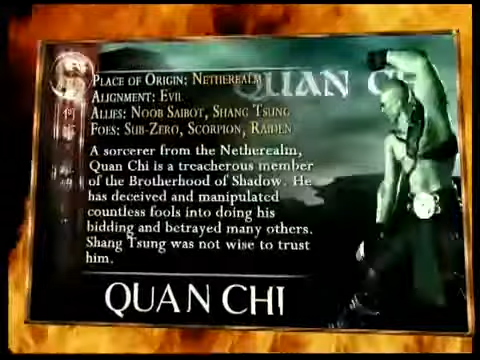 QUAN CHI
PLACE OF ORIGIN: NETHEREALM
ALIGNMENT: EVIL
ALLIES: NOOB SAIBOT, SHANG TSUNG
FOES: SUB-ZERO, SCORPION, RAIDEN
A sorcerer from the Netherealm,
Quan Chi is a treacherous member
of the Brotherhood of Shadow. He
has deceived and manipulated
countless fools into doing his
bidding and betrayed many others.
Shang Tsung was not wise to trust
him.
QUAN CHI